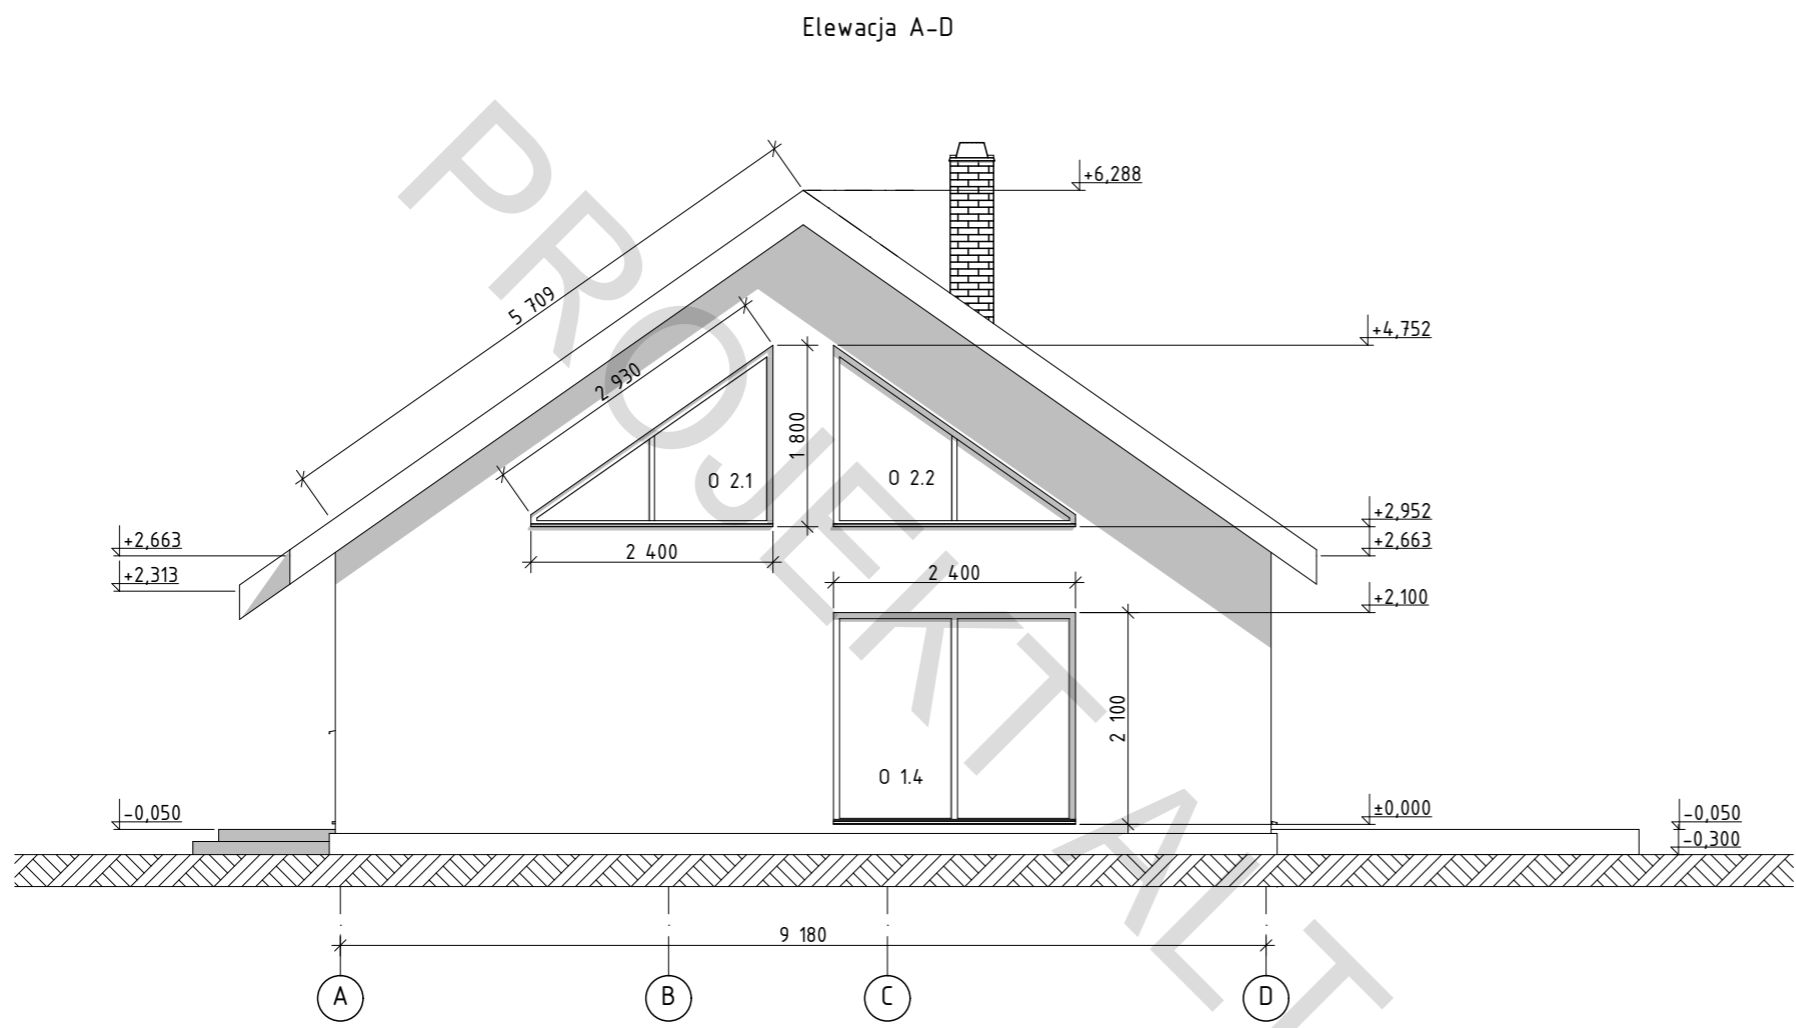 Elewacja A-D
+6,288
5 709
+4,752
2 930
1 800
O 2.1
O 2.2
+2,952
+2,663
+2,663
2 400
+2,313
2 400
+2,100
2 100
O 1.4
-0,050
±0,000
-0,050
-0,300
9 180
A
B
C
D
PROJEKT ALT